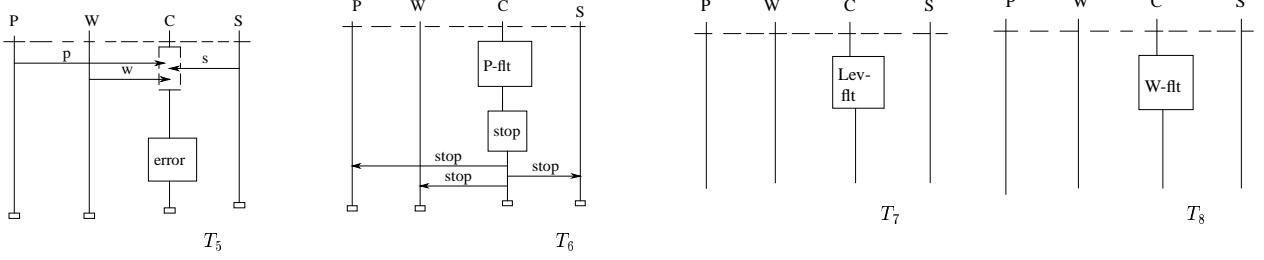 P W C S
p
w
s
error
T5
P W C S
P-flt
stop
stop
stop
stop
T6
P W C S
Lev-
flt
T7
P W C S
W-flt
T8